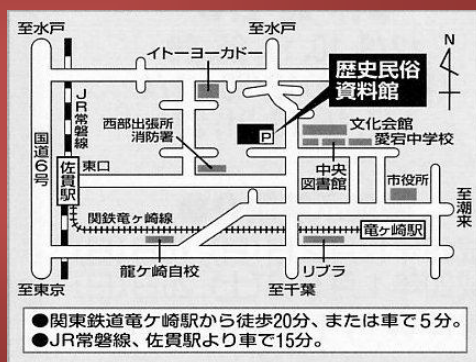 至水戸
至水戸
イトーヨーカドー
N
歴史民俗
資料館
JR常磐線
国道6号
西部出張所
消防署
P
文化会館
愛宕中学校
中央
図書館
市役所
佐貫駅
東口
至潮来
関鉄竜ヶ崎線
竜ヶ崎駅
龍ケ崎自校
リブラ
至東京
至千葉
●関東鉄道竜ケ崎駅から徒歩20分、または車で5分。
●JR常磐線、佐貫駅より車で15分。